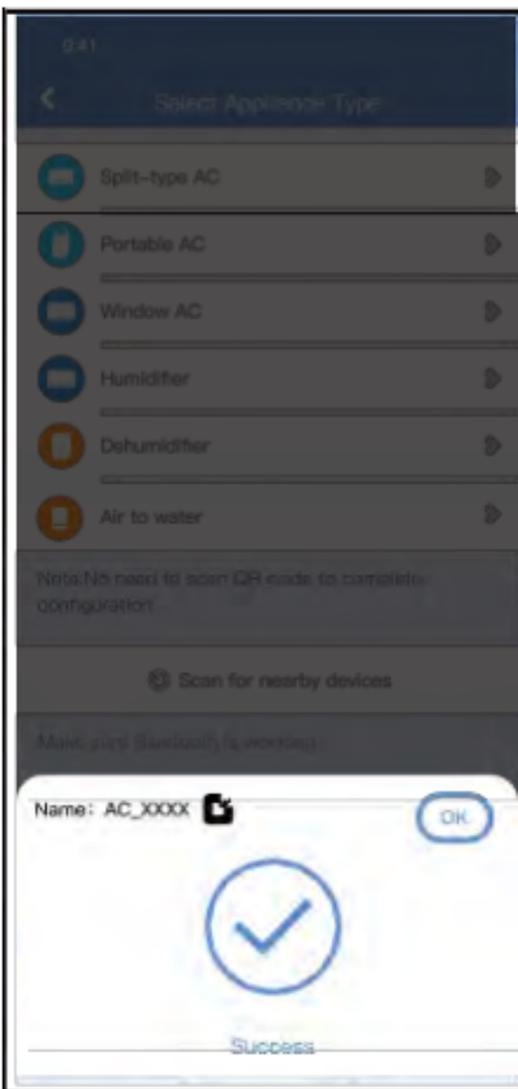 9:41
Select Appliance Type
Split-type AC
Portable AC
Window AC
Humidifier
Dehumidifier
Air to water
Note:No need to scan QR code to complete
configuration
Scan for nearby devices
Make sure Bluetooth is working
Name: AC_XXXX
OK
Success